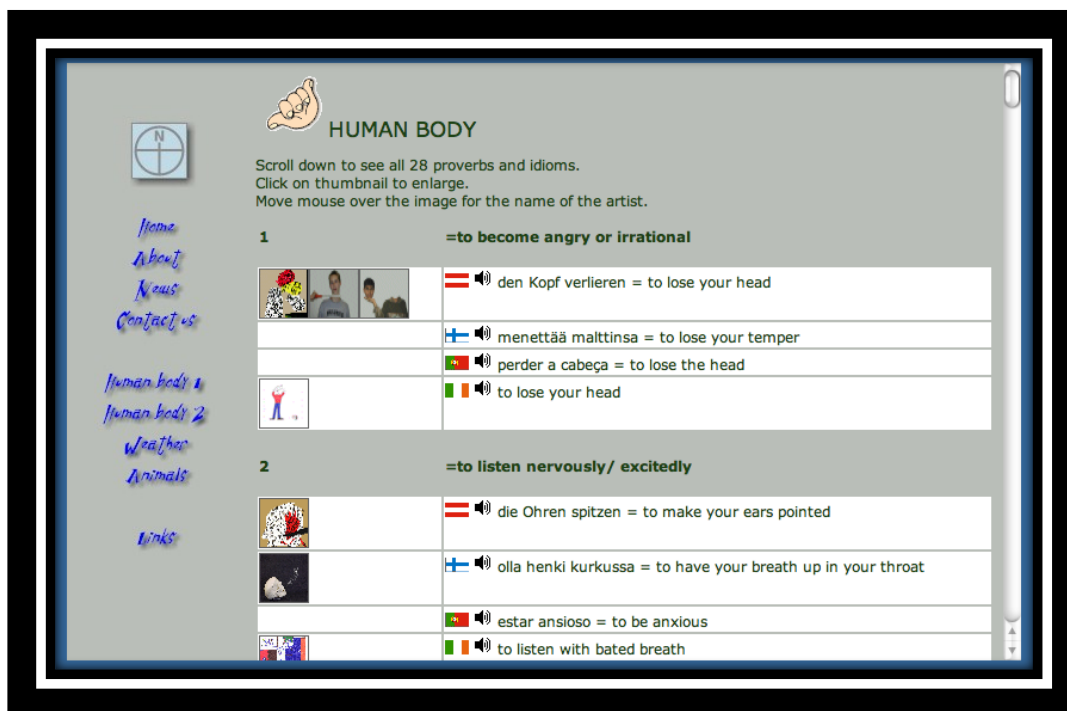 N
HUMAN BODY
Scroll down to see all 28 proverbs and idioms.
Click on thumbnail to enlarge.
Move mouse over the image for the name of the artist.
Home
About
News
Contact us
Human body 1
Human body 2
Weather
Animals
Links
1 =to become angry or irrational
den Kopf verlieren = to lose your head
menettää malttinsa = to lose your temper
perder a cabeça = to lose the head
to lose your head
2 =to listen nervously/ excitedly
die Ohren spitzen = to make your ears pointed
olla henki kurkussa = to have your breath up in your throat
estar ansioso = to be anxious
to listen with bated breath